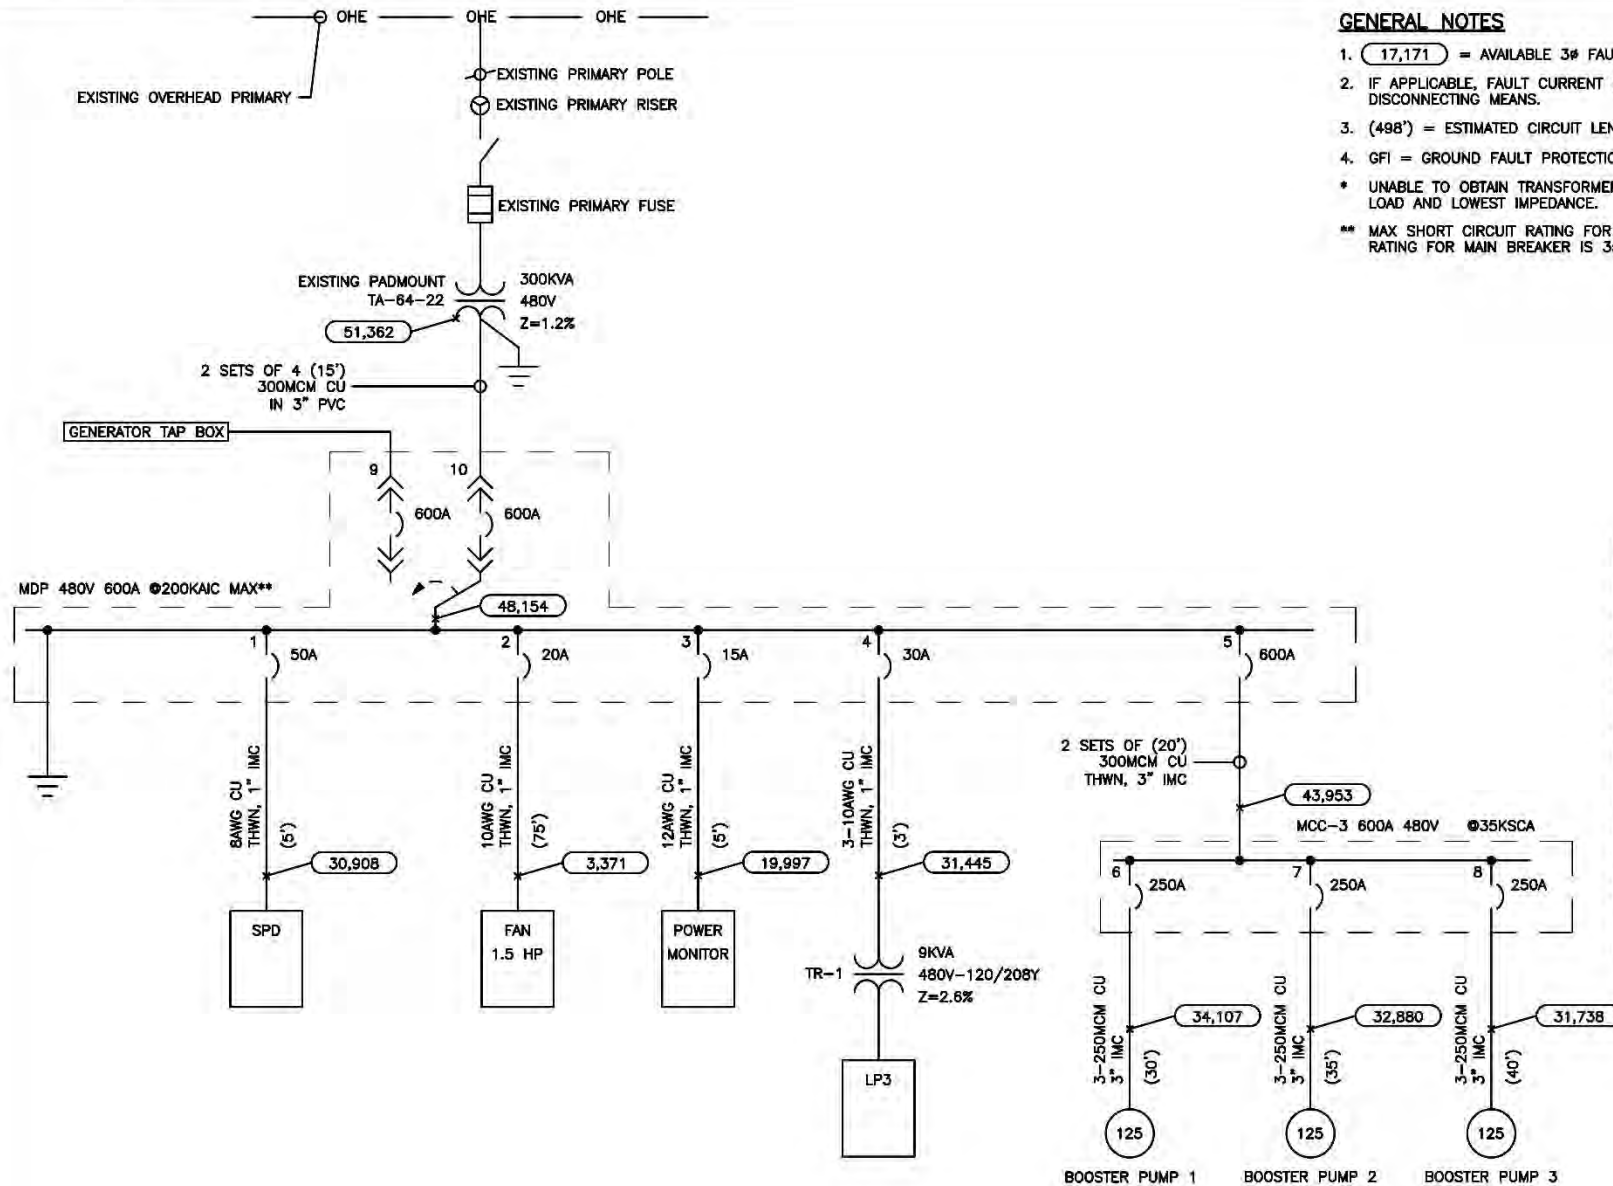 OHE OHE OHE
EXISTING OVERHEAD PRIMARY
EXISTING PRIMARY POLE
EXISTING PRIMARY RISER
EXISTING PRIMARY FUSE
EXISTING PADMOUNT
TA-64-22
300KVA
480V
Z=1.2%
51,362
2 SETS OF 4 (15')
300MCM CU
IN 3" PVC
GENERATOR TAP BOX
9
10
600A
600A
MDP 480V 600A @200KAIC MAX**
48,154
1
50A
2
20A
3
15A
4
30A
5
600A
8AWG CU
THWN, 1" IMC
(5')
30,908
SPD
10AWG CU
THWN, 1" IMC
(75')
3,371
FAN
1.5 HP
12AWG CU
THWN, 1" IMC
(5')
19,997
POWER
MONITOR
3-10AWG CU
THWN, 1" IMC
(3')
31,445
TR-1
9KVA
480V-120/208Y
Z=2.6%
LP3
2 SETS OF (20')
300MCM CU
THWN, 3" IMC
43,953
MCC-3 600A 480V @35KSCA
6
250A
7
250A
8
250A
3-250MCM CU
3" IMC
(30')
34,107
125
BOOSTER PUMP 1
3-250MCM CU
3" IMC
(35')
32,880
125
BOOSTER PUMP 2
3-250MCM CU
3" IMC
(40')
31,738
125
BOOSTER PUMP 3
GENERAL NOTES
1. 17,171 = AVAILABLE 3ø FAU
2. IF APPLICABLE, FAULT CURRENT
DISCONNECTING MEANS.
3. (498') = ESTIMATED CIRCUIT LEN
4. GFI = GROUND FAULT PROTECTIO
* UNABLE TO OBTAIN TRANSFORMER
LOAD AND LOWEST IMPEDANCE.
** MAX SHORT CIRCUIT RATING FOR
RATING FOR MAIN BREAKER IS